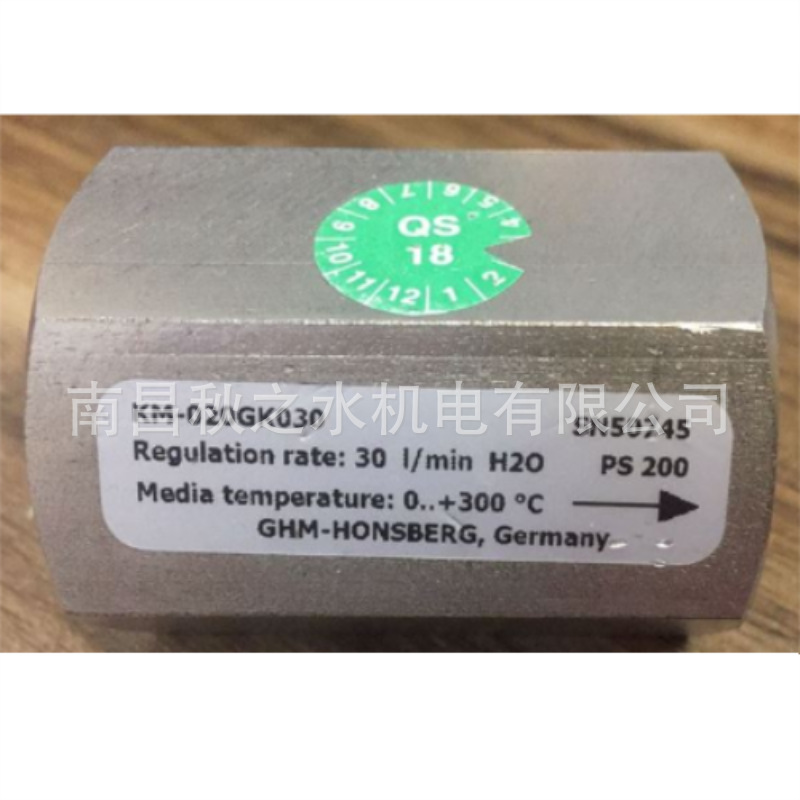 4 5 6 7 8 9 10 11 12 1 2
QS
18
南昌秋之水机电有限公司
KM-020GK030
Regulation rate: 30 l/min H2O PS 200
Media temperature: 0..+300 °C
GHM-HONSBERG, Germany